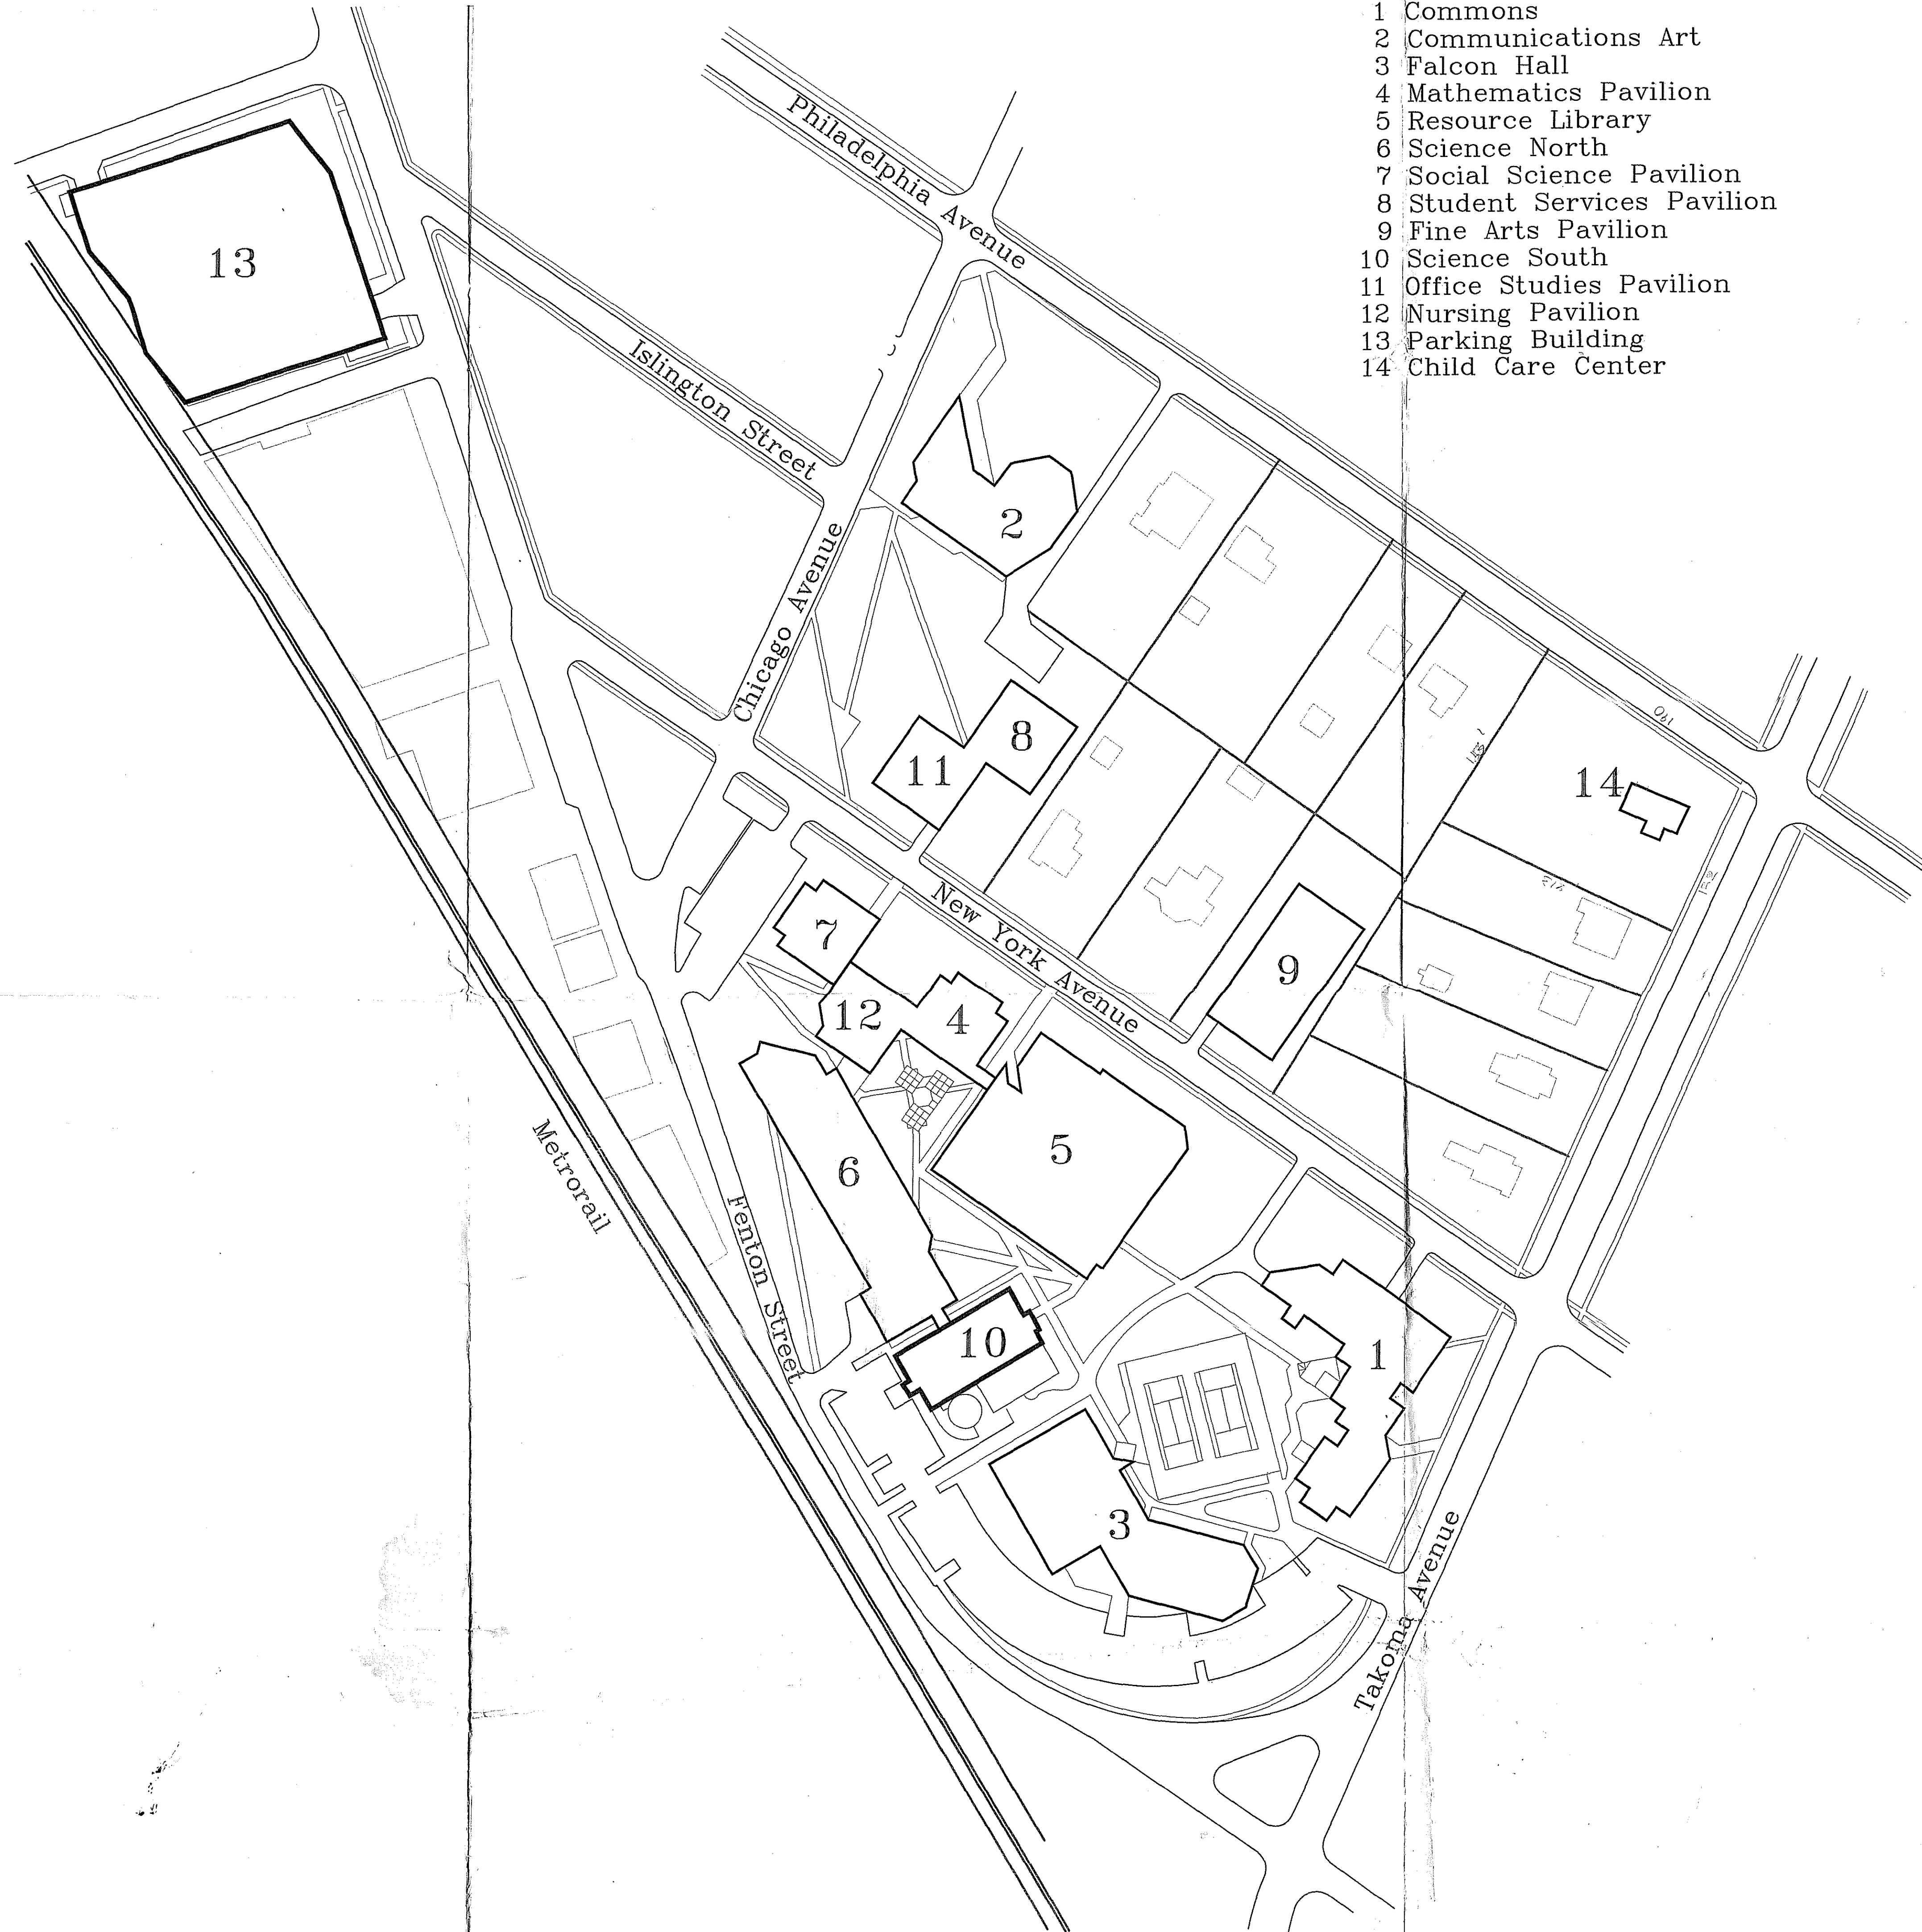 1 Commons
2 Communications Art
3 Falcon Hall
4 Mathematics Pavilion
5 Resource Library
6 Science North
7 Social Science Pavilion
8 Student Services Pavilion
9 Fine Arts Pavilion
10 Science South
11 Office Studies Pavilion
12 Nursing Pavilion
13 Parking Building
14 Child Care Center
Philadelphia Avenue
13
Islington Street
2
Chicago Avenue
190
8
11
14
New York Avenue
7
9
12
4
5
6
Metrorail
Fenton Street
10
1
3
Takoma Avenue